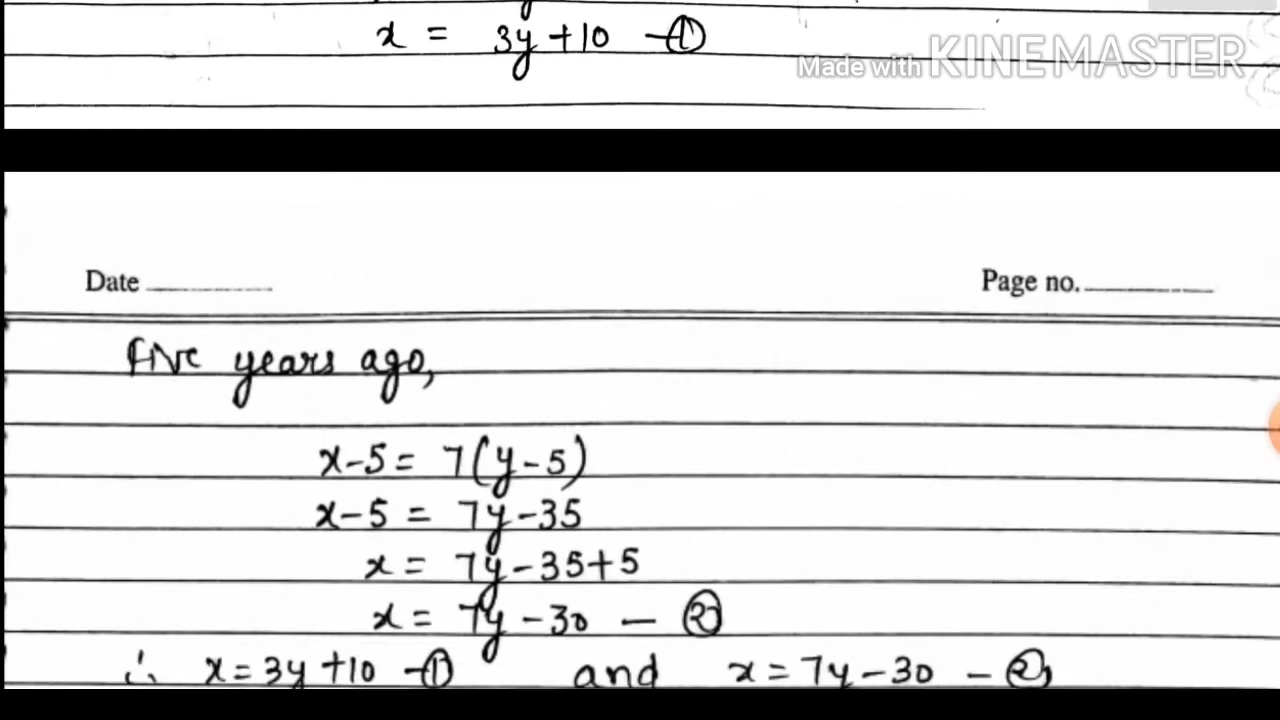 x = 3y + 10 — ①
Made with KINEMASTER
Date
Page no.
Five years ago,
x - 5 = 7(y - 5)
x - 5 = 7y - 35
x = 7y - 35 + 5
x = 7y - 30 — ②
∴ x = 3y + 10 — ① and x = 7y - 30 — ②